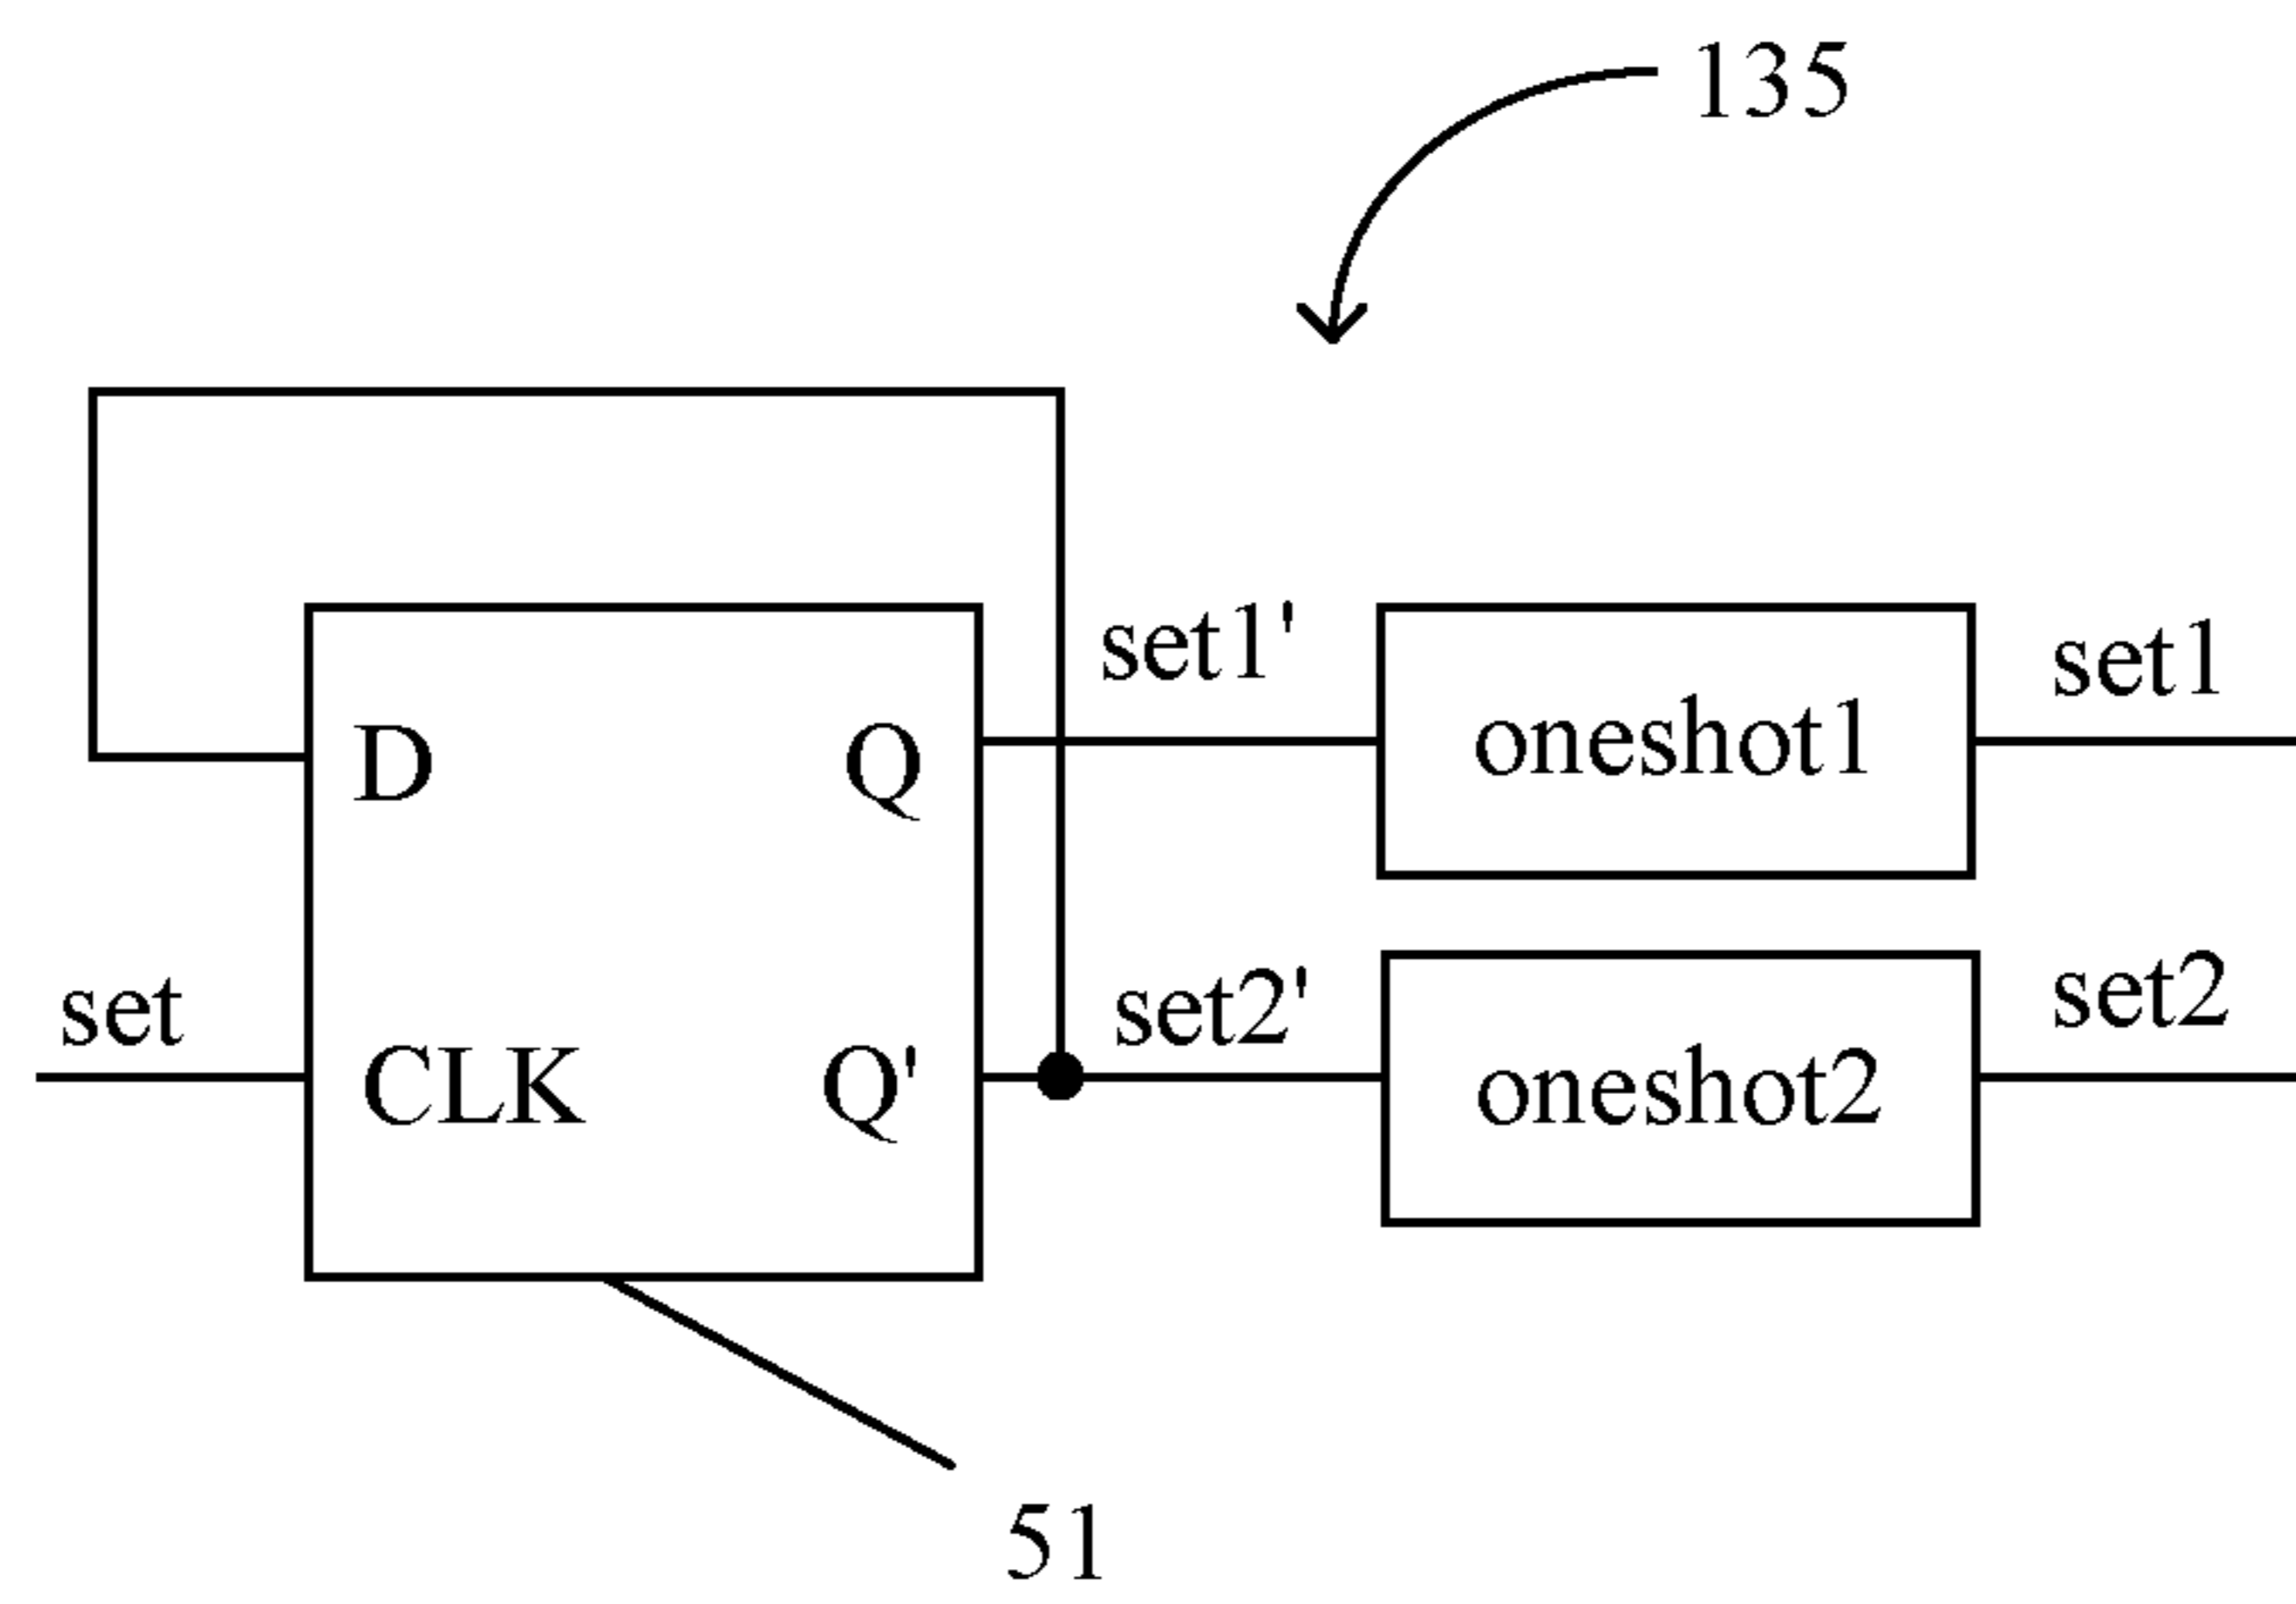 135
set1'
set1
oneshot1
D
Q
set
set2'
set2
CLK
Q'
oneshot2
51